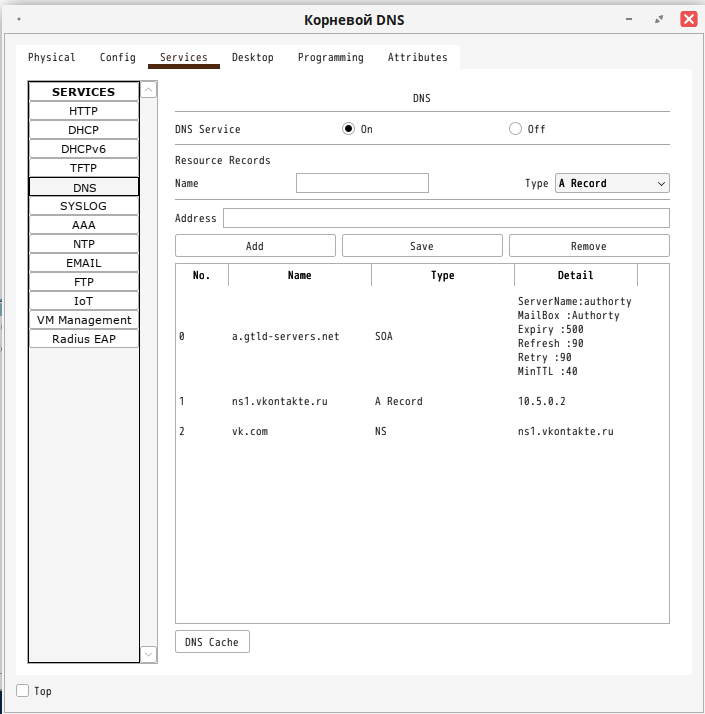 Корневой DNS
Physical Config Services Desktop Programming Attributes
SERVICES
HTTP
DHCP
DHCPv6
TFTP
DNS
SYSLOG
AAA
NTP
EMAIL
FTP
IoT
VM Management
Radius EAP
DNS
DNS Service On Off
Resource Records
Name Type A Record
Address
Add Save Remove
No. Name Type Detail
0 a.gtld-servers.net SOA
ServerName:authorty
MailBox :Authorty
Expiry :500
Refresh :90
Retry :90
MinTTL :40
1 ns1.vkontakte.ru A Record 10.5.0.2
2 vk.com NS ns1.vkontakte.ru
DNS Cache
Top